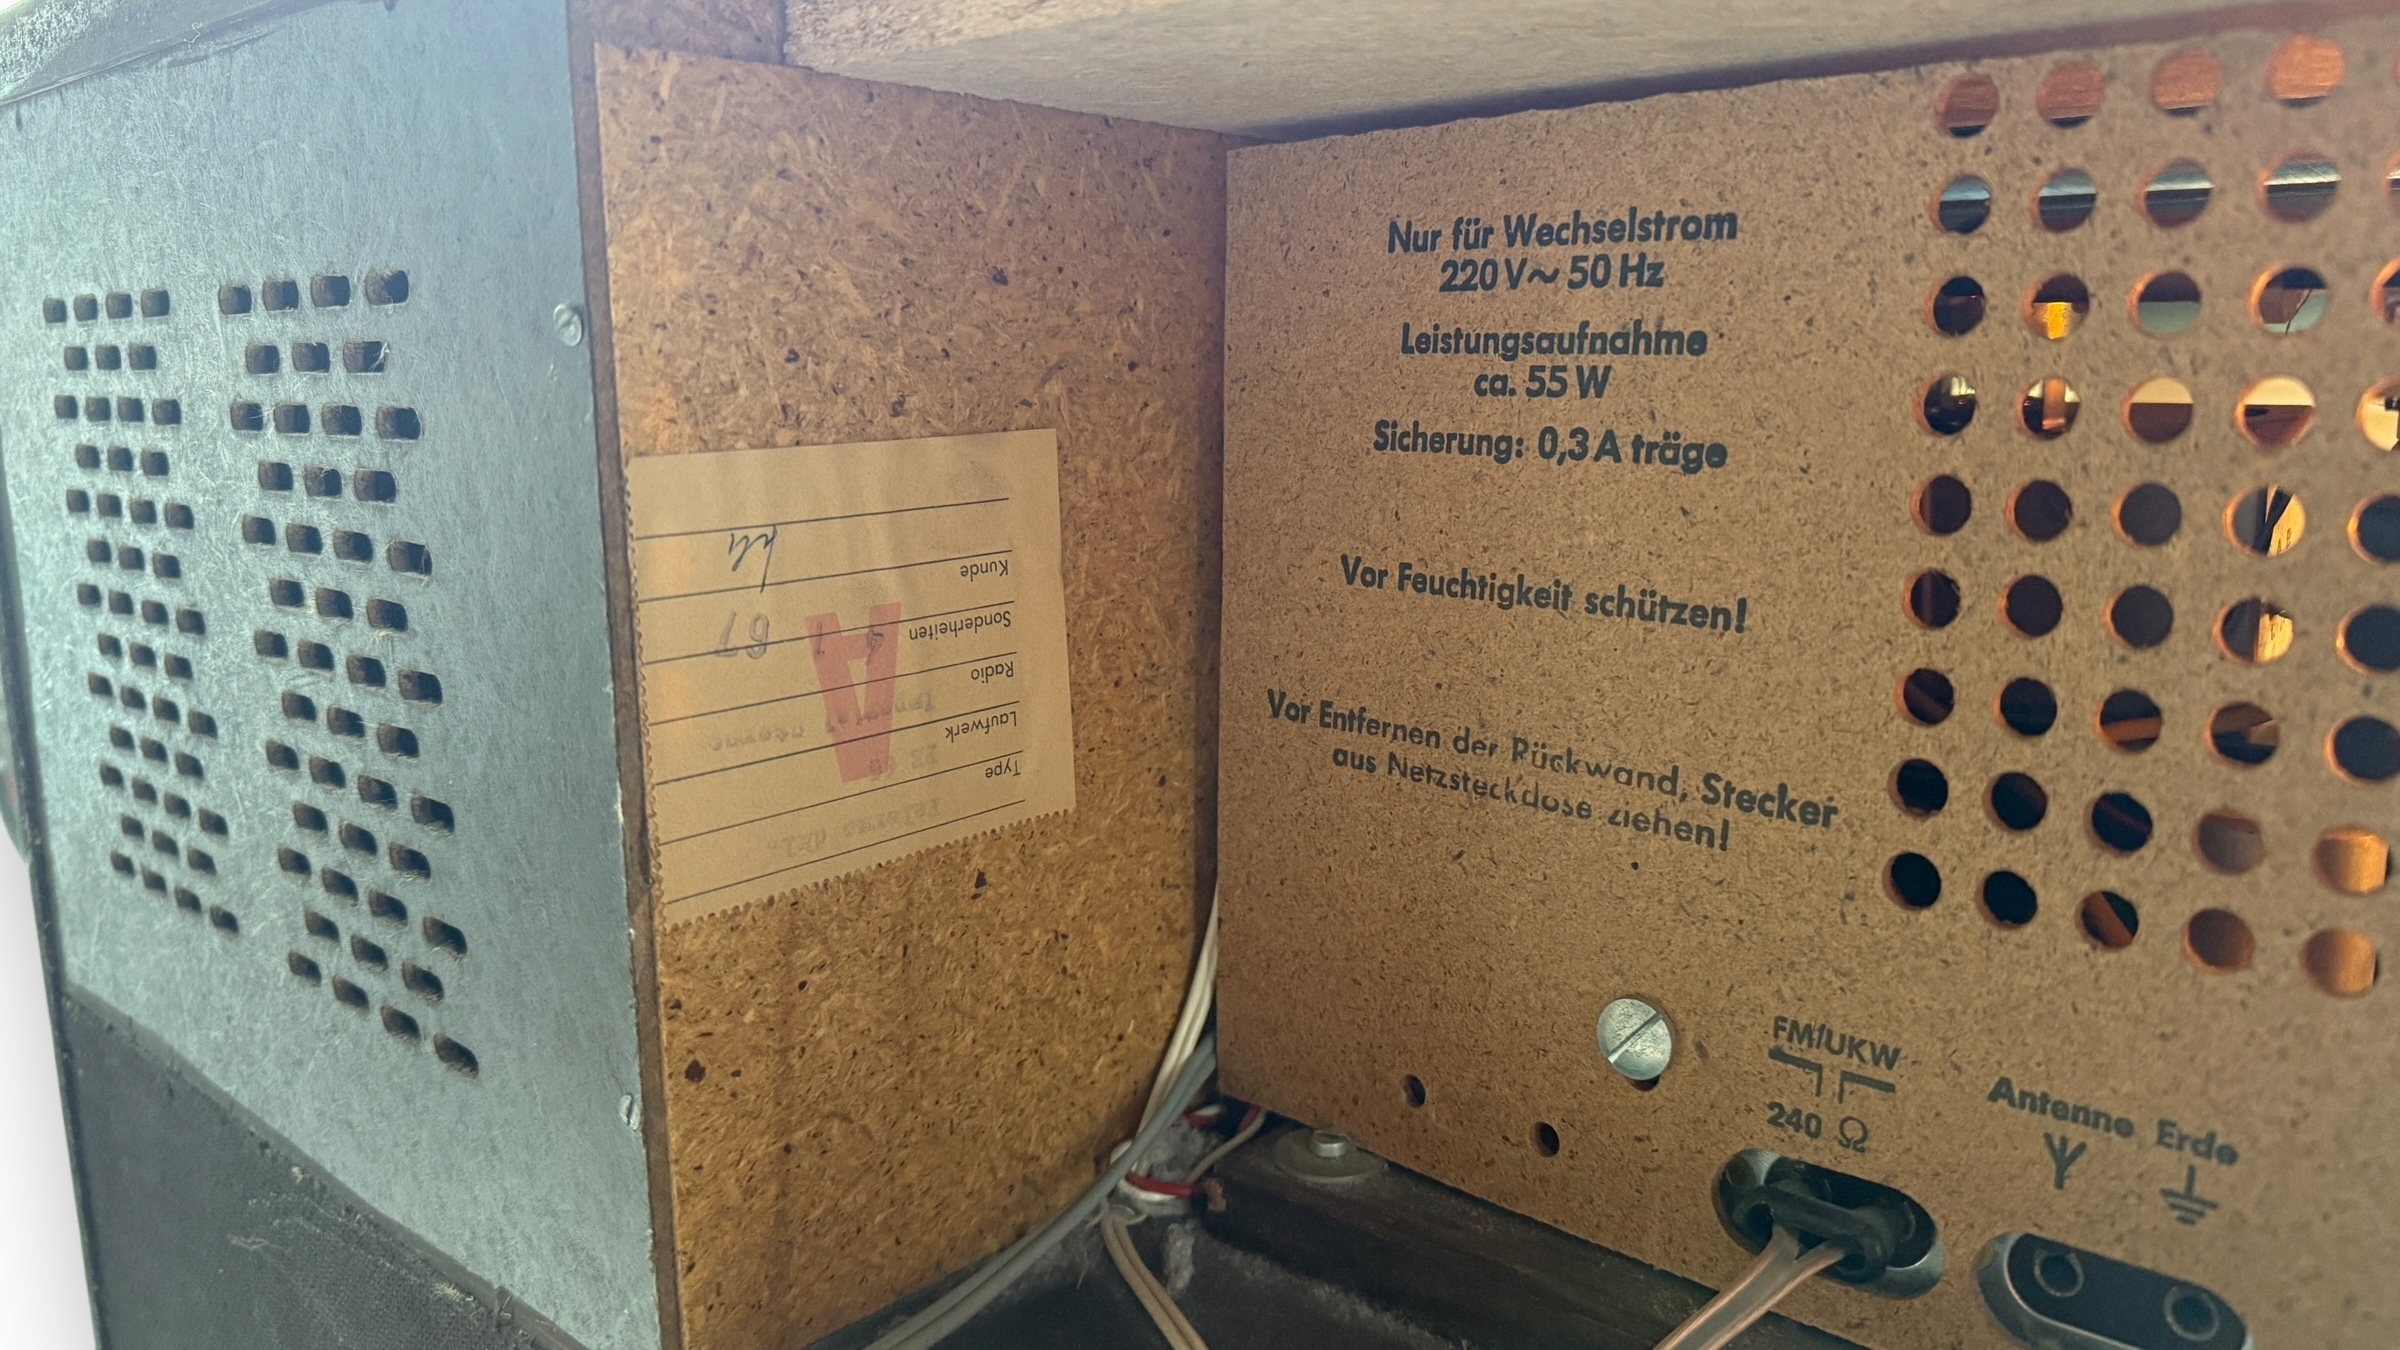 Nur für Wechselstrom
220 V~ 50 Hz
Leistungsaufnahme
ca. 55 W
Sicherung: 0,3 A träge
Vor Feuchtigkeit schützen!
Vor Entfernen der Rückwand, Stecker
aus Netzsteckdose ziehen!
FM/UKW
240 Ω
Antenne Erde
Type
Laufwerk
Radio
Sonderheiten
67
Kunde
A